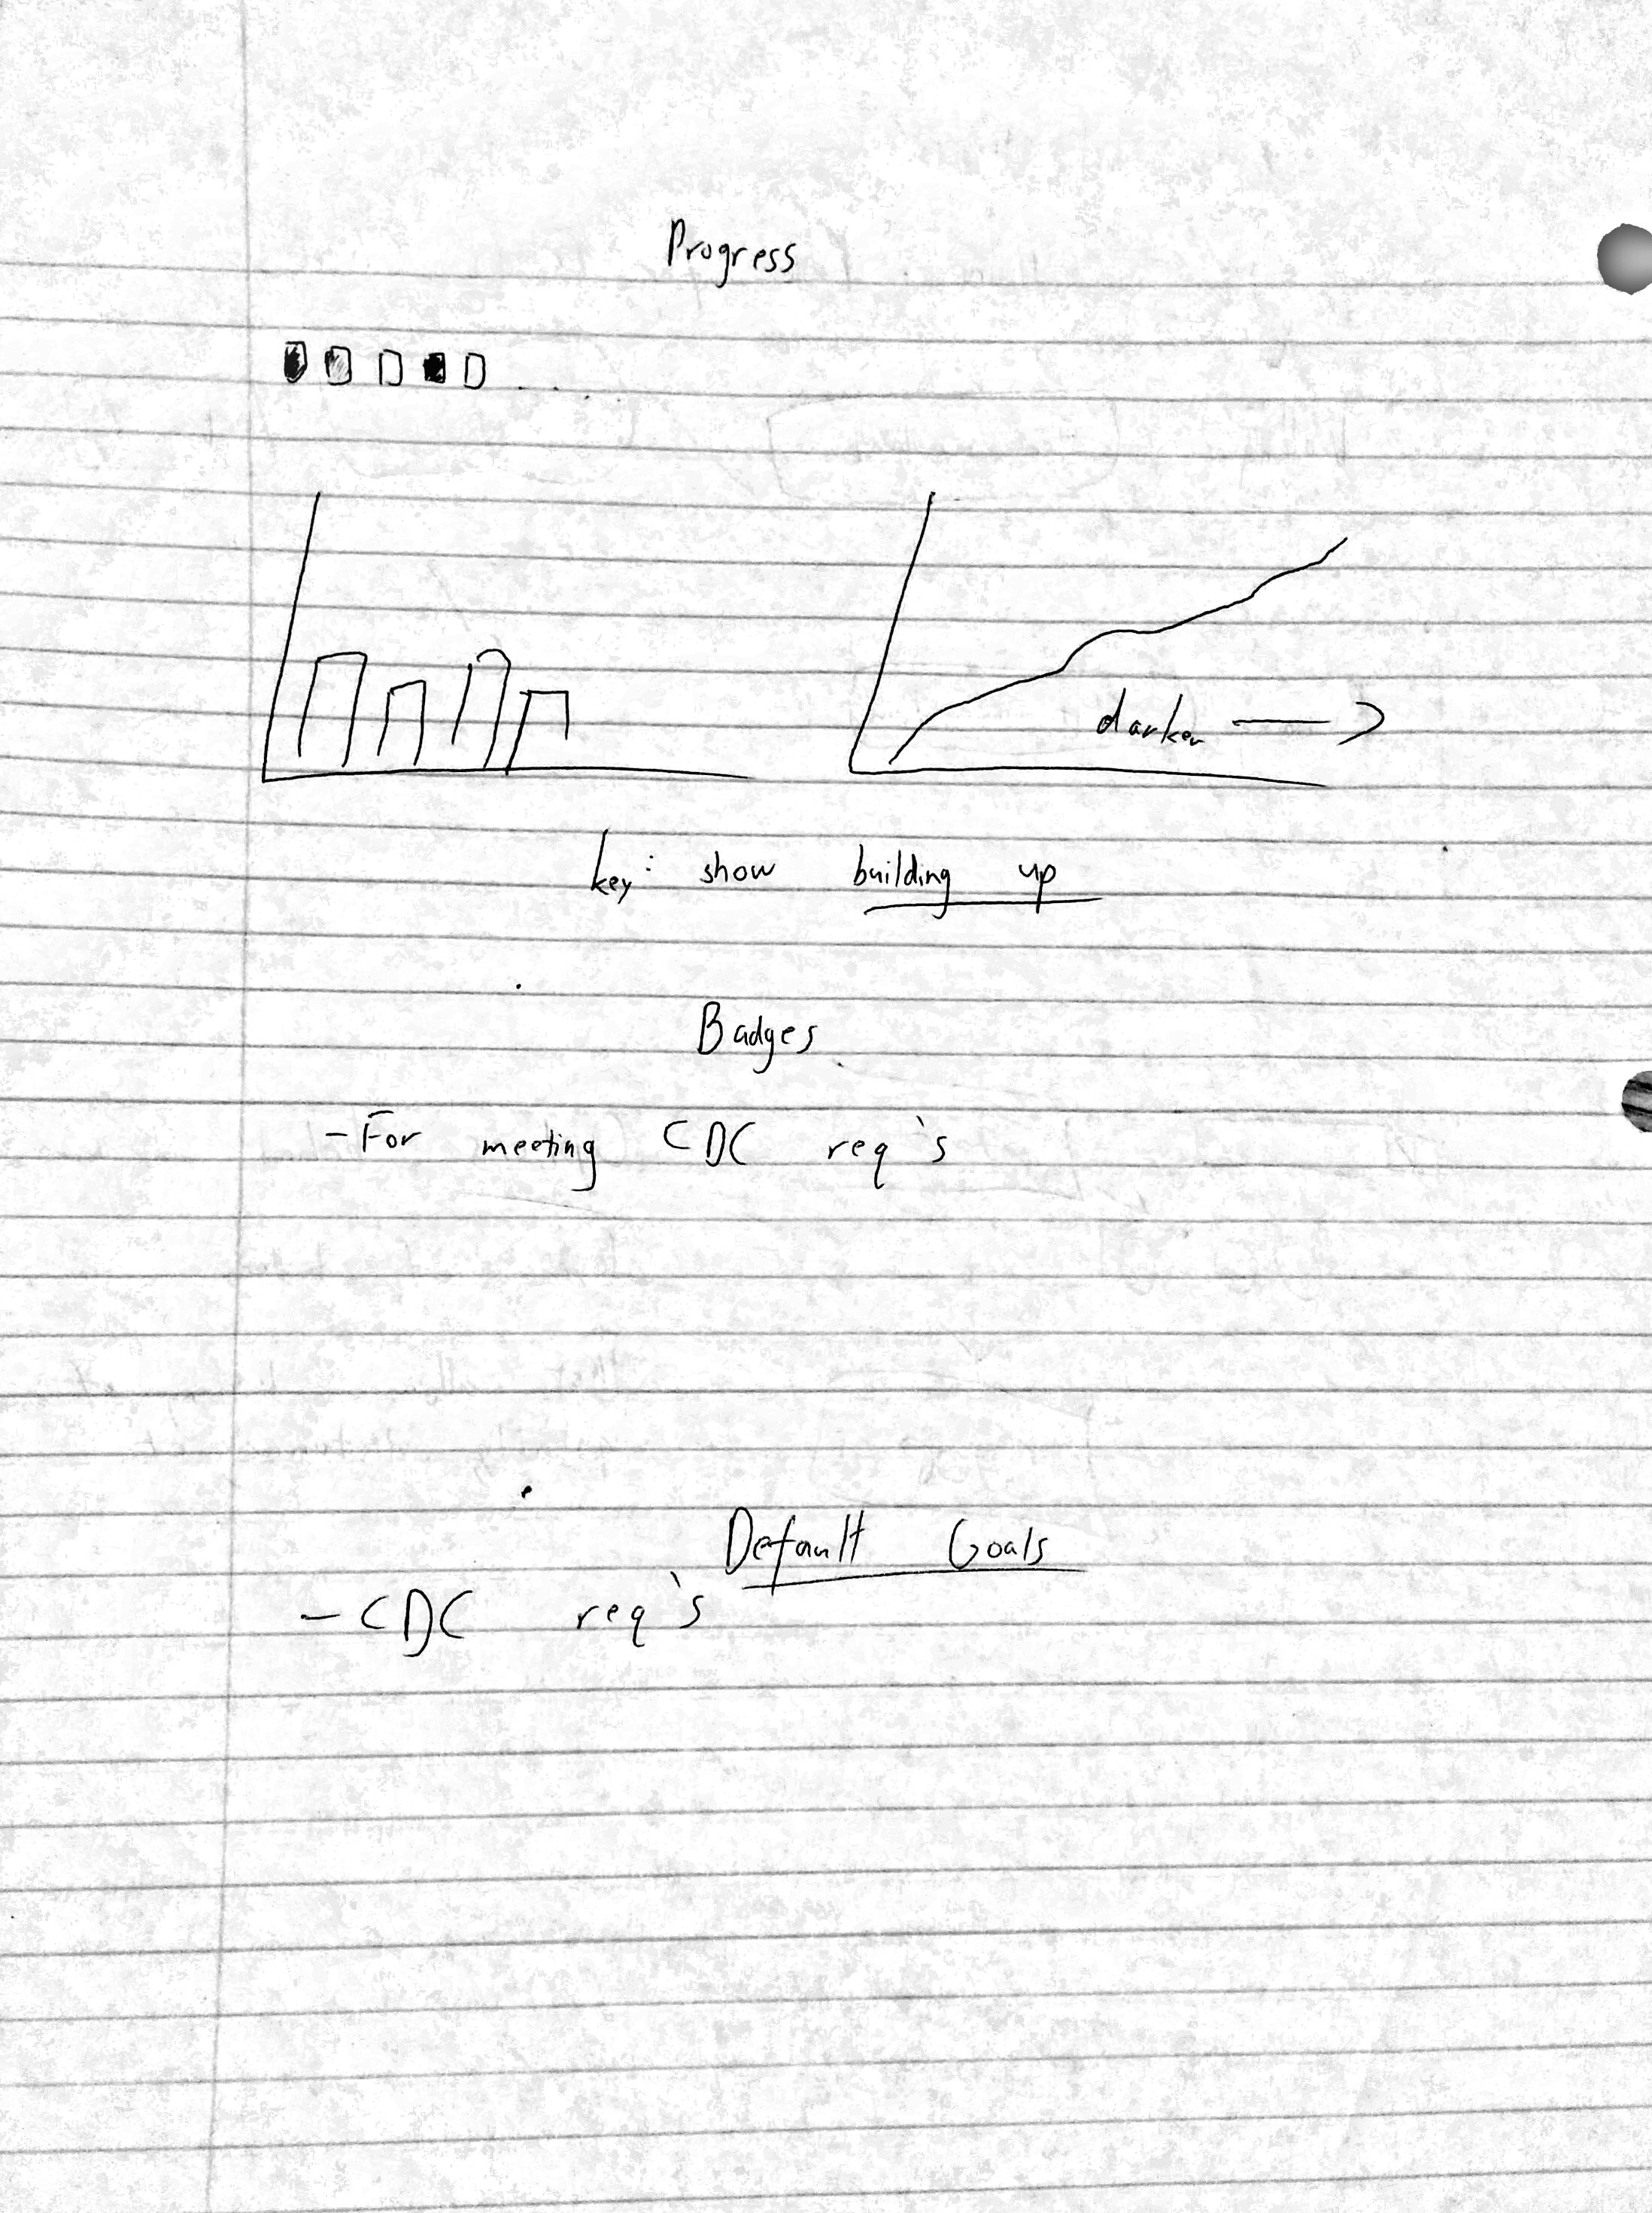 Progress
darker
key: show building up
Badges
- For meeting CDC req's
Default Goals
- CDC req's